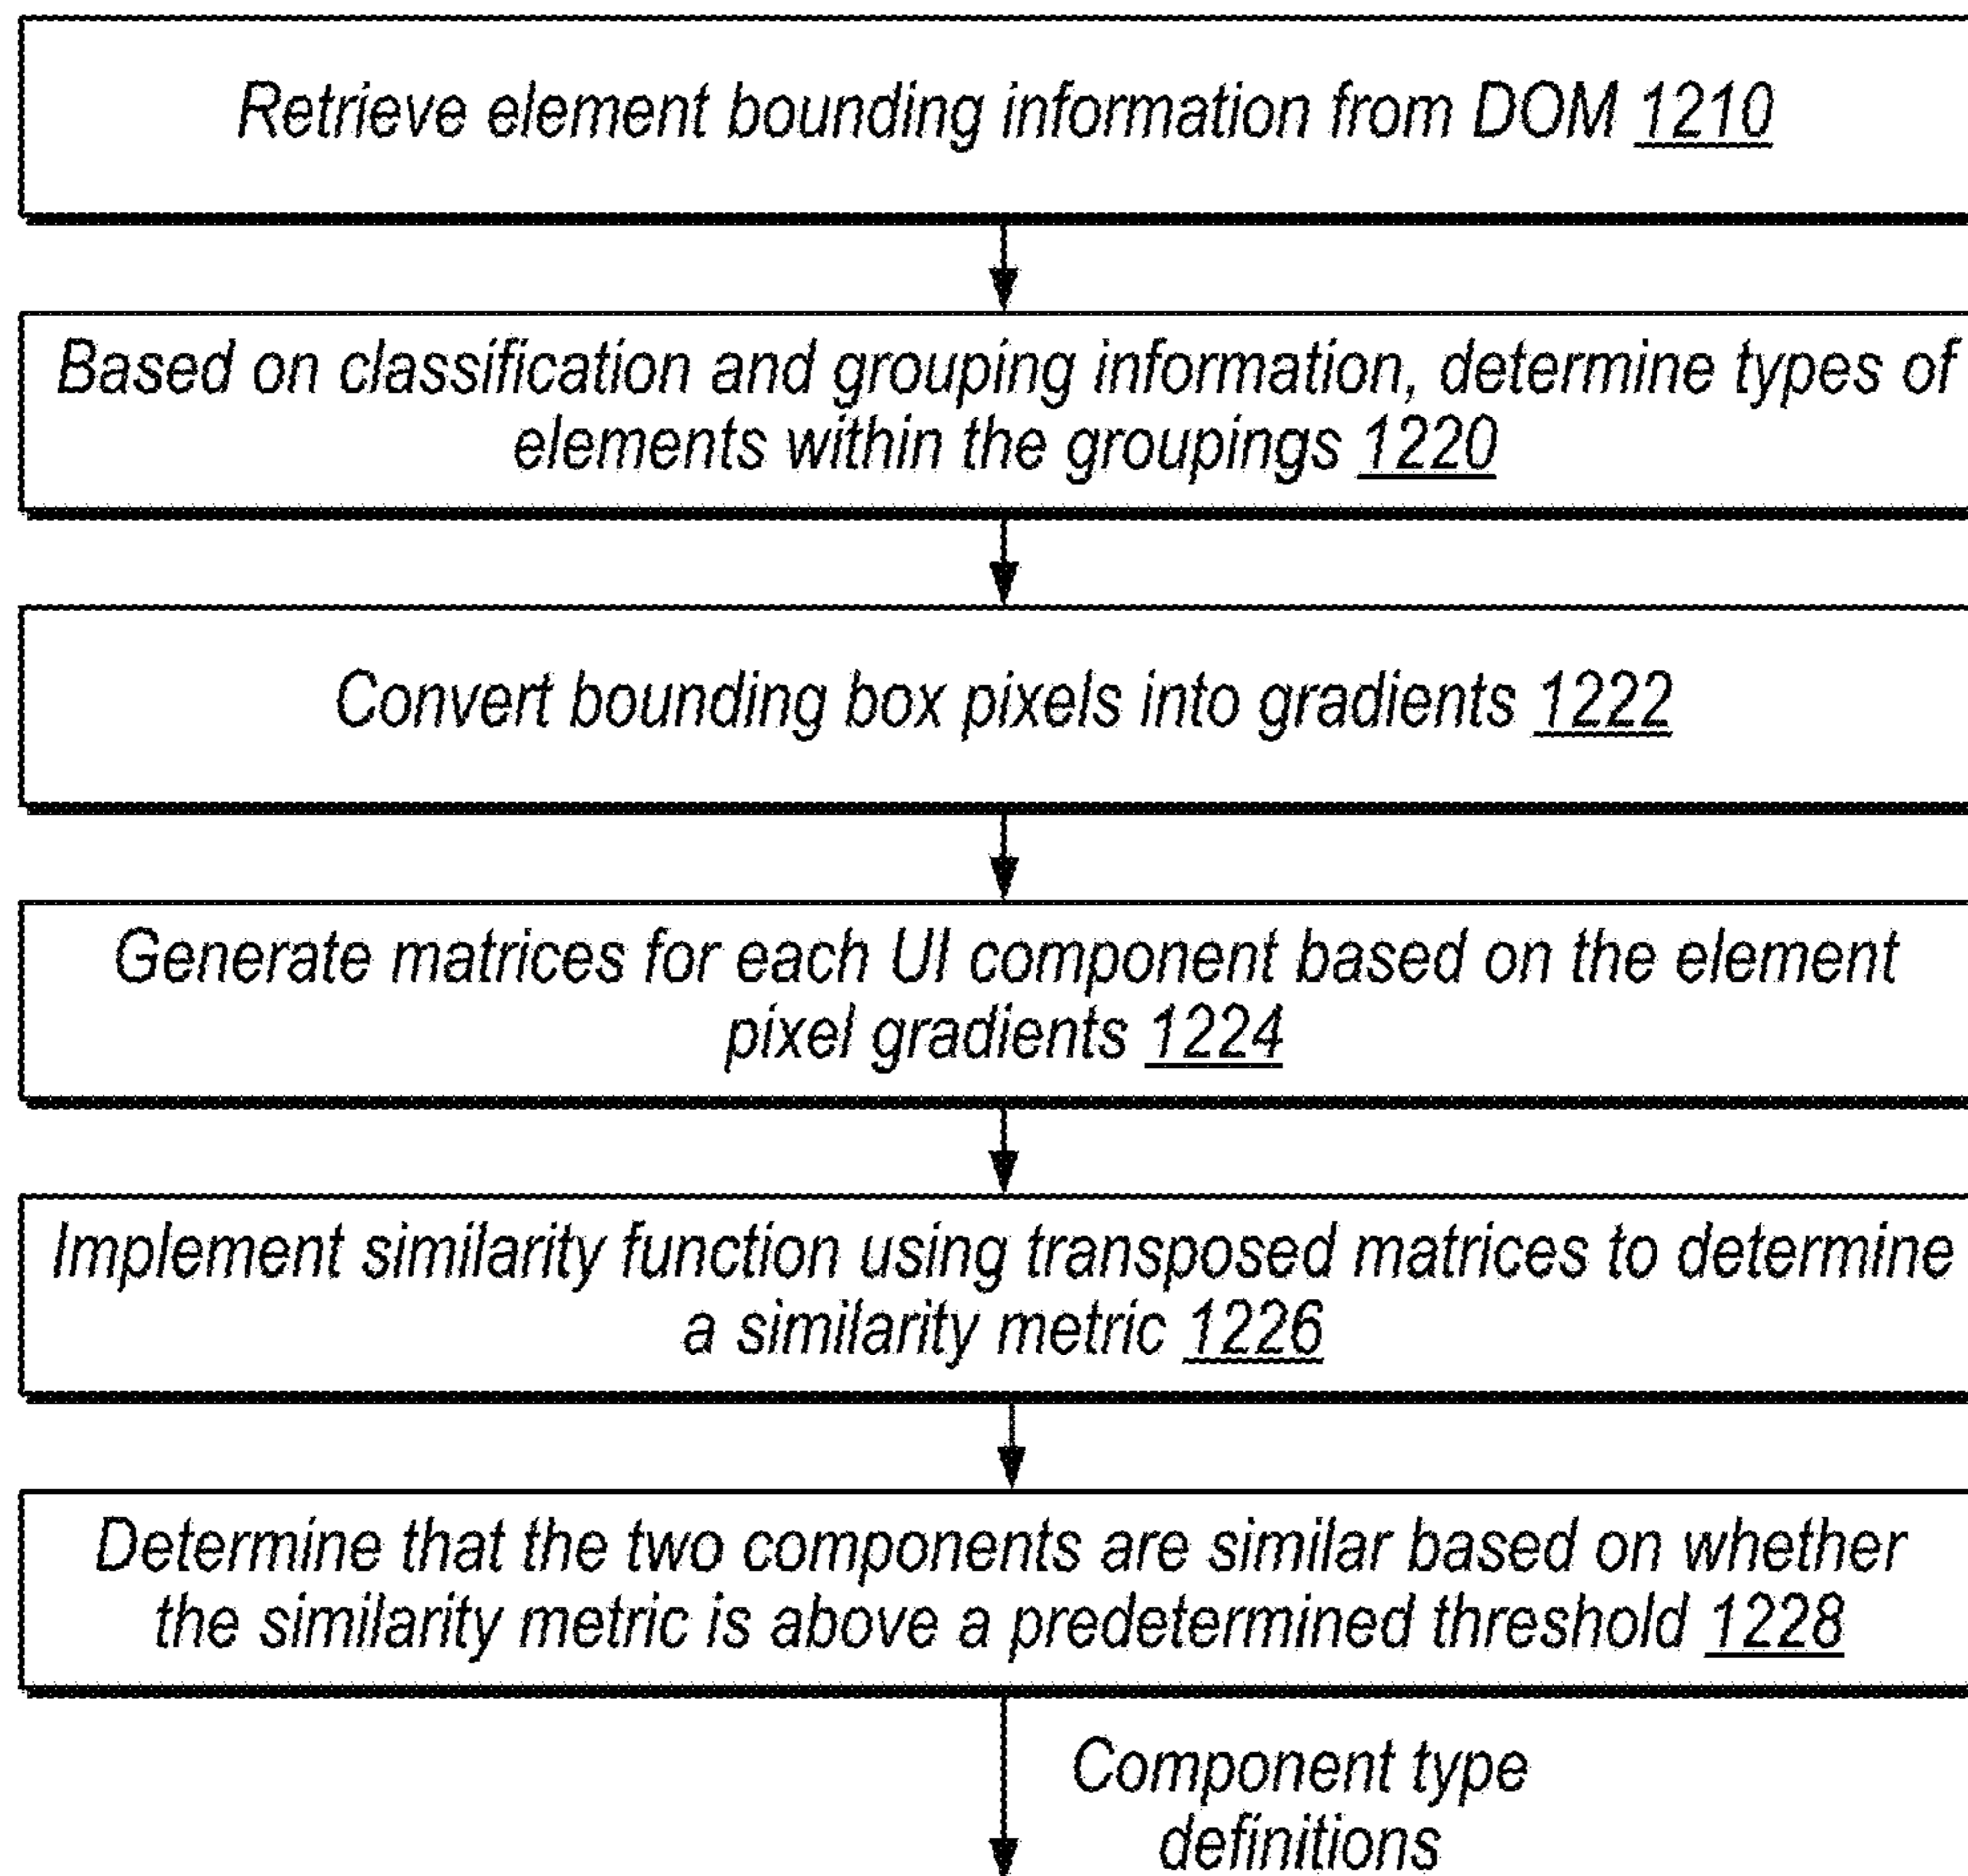 Retrieve element bounding information from DOM 1210
Based on classification and grouping information, determine types of
elements within the groupings 1220
Convert bounding box pixels into gradients 1222
Generate matrices for each UI component based on the element
pixel gradients 1224
Implement similarity function using transposed matrices to determine
a similarity metric 1226
Determine that the two components are similar based on whether
the similarity metric is above a predetermined threshold 1228
Component type
definitions